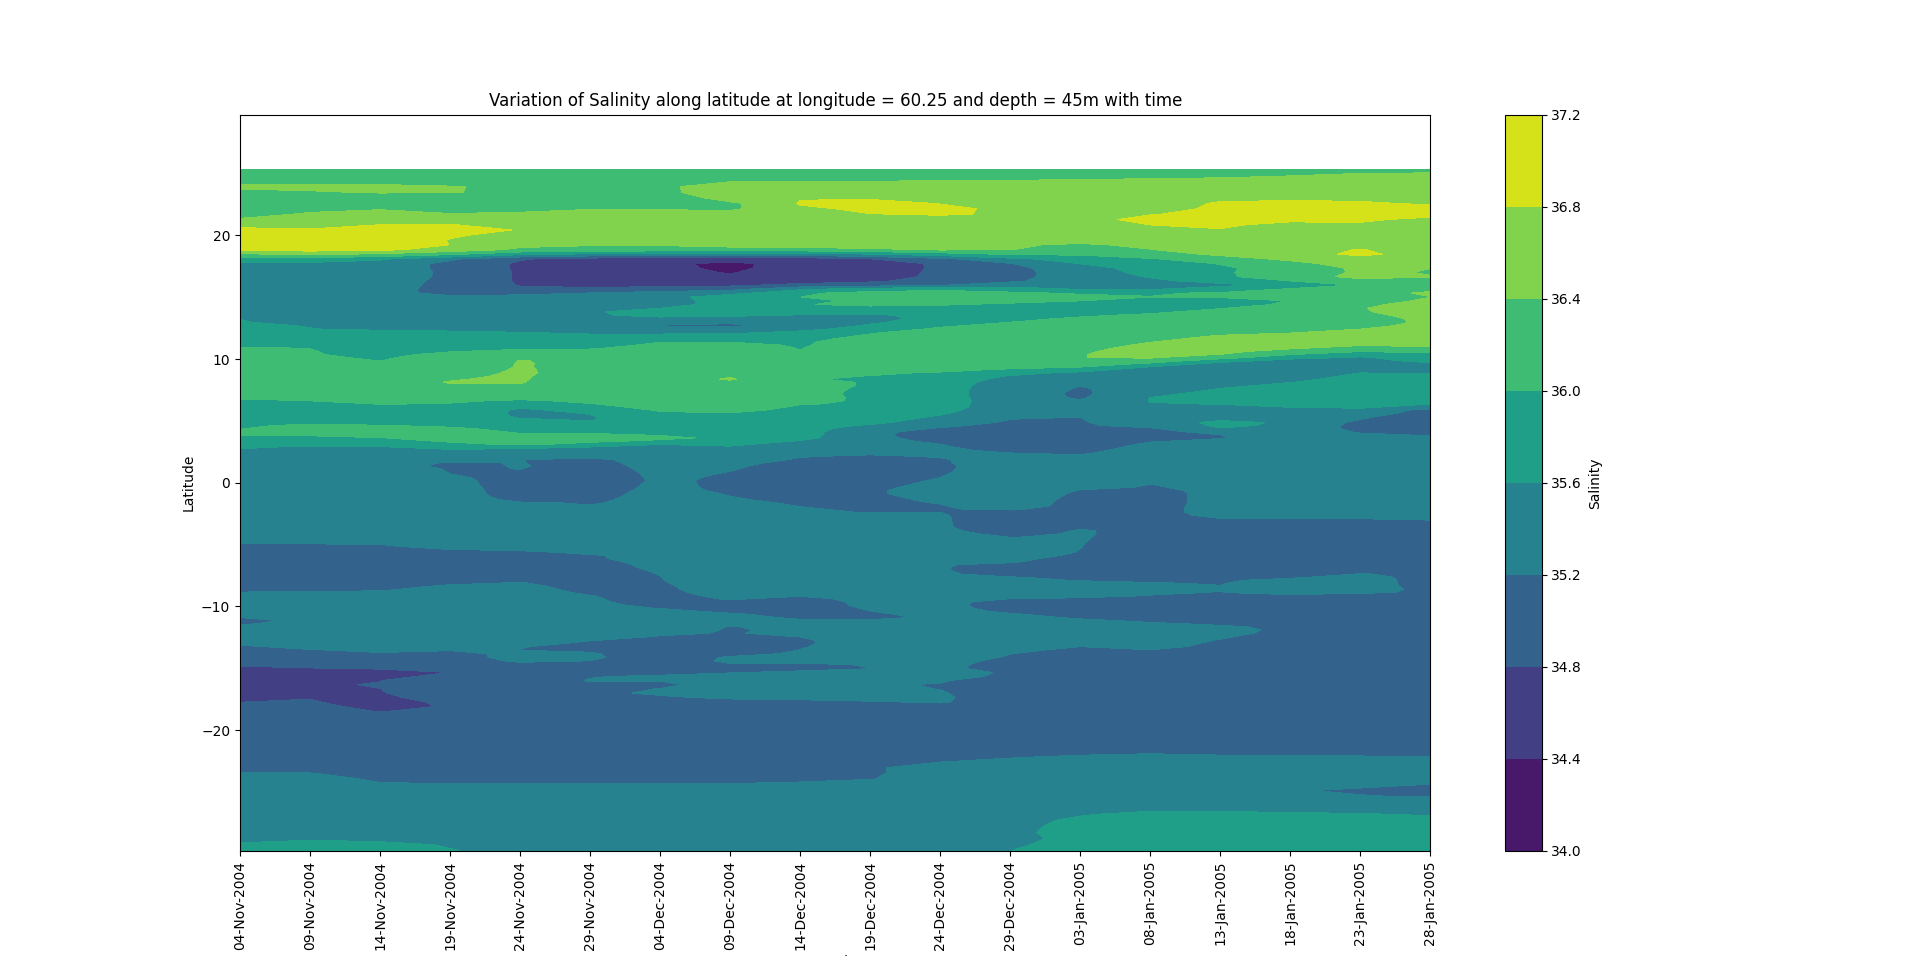 Variation of Salinity along latitude at longitude = 60.25 and depth = 45m with time
Latitude
20
10
0
−10
−20
04-Nov-2004
09-Nov-2004
14-Nov-2004
19-Nov-2004
24-Nov-2004
29-Nov-2004
04-Dec-2004
09-Dec-2004
14-Dec-2004
19-Dec-2004
24-Dec-2004
29-Dec-2004
03-Jan-2005
08-Jan-2005
13-Jan-2005
18-Jan-2005
23-Jan-2005
28-Jan-2005
37.2
36.8
36.4
36.0
35.6
35.2
34.8
34.4
34.0
Salinity